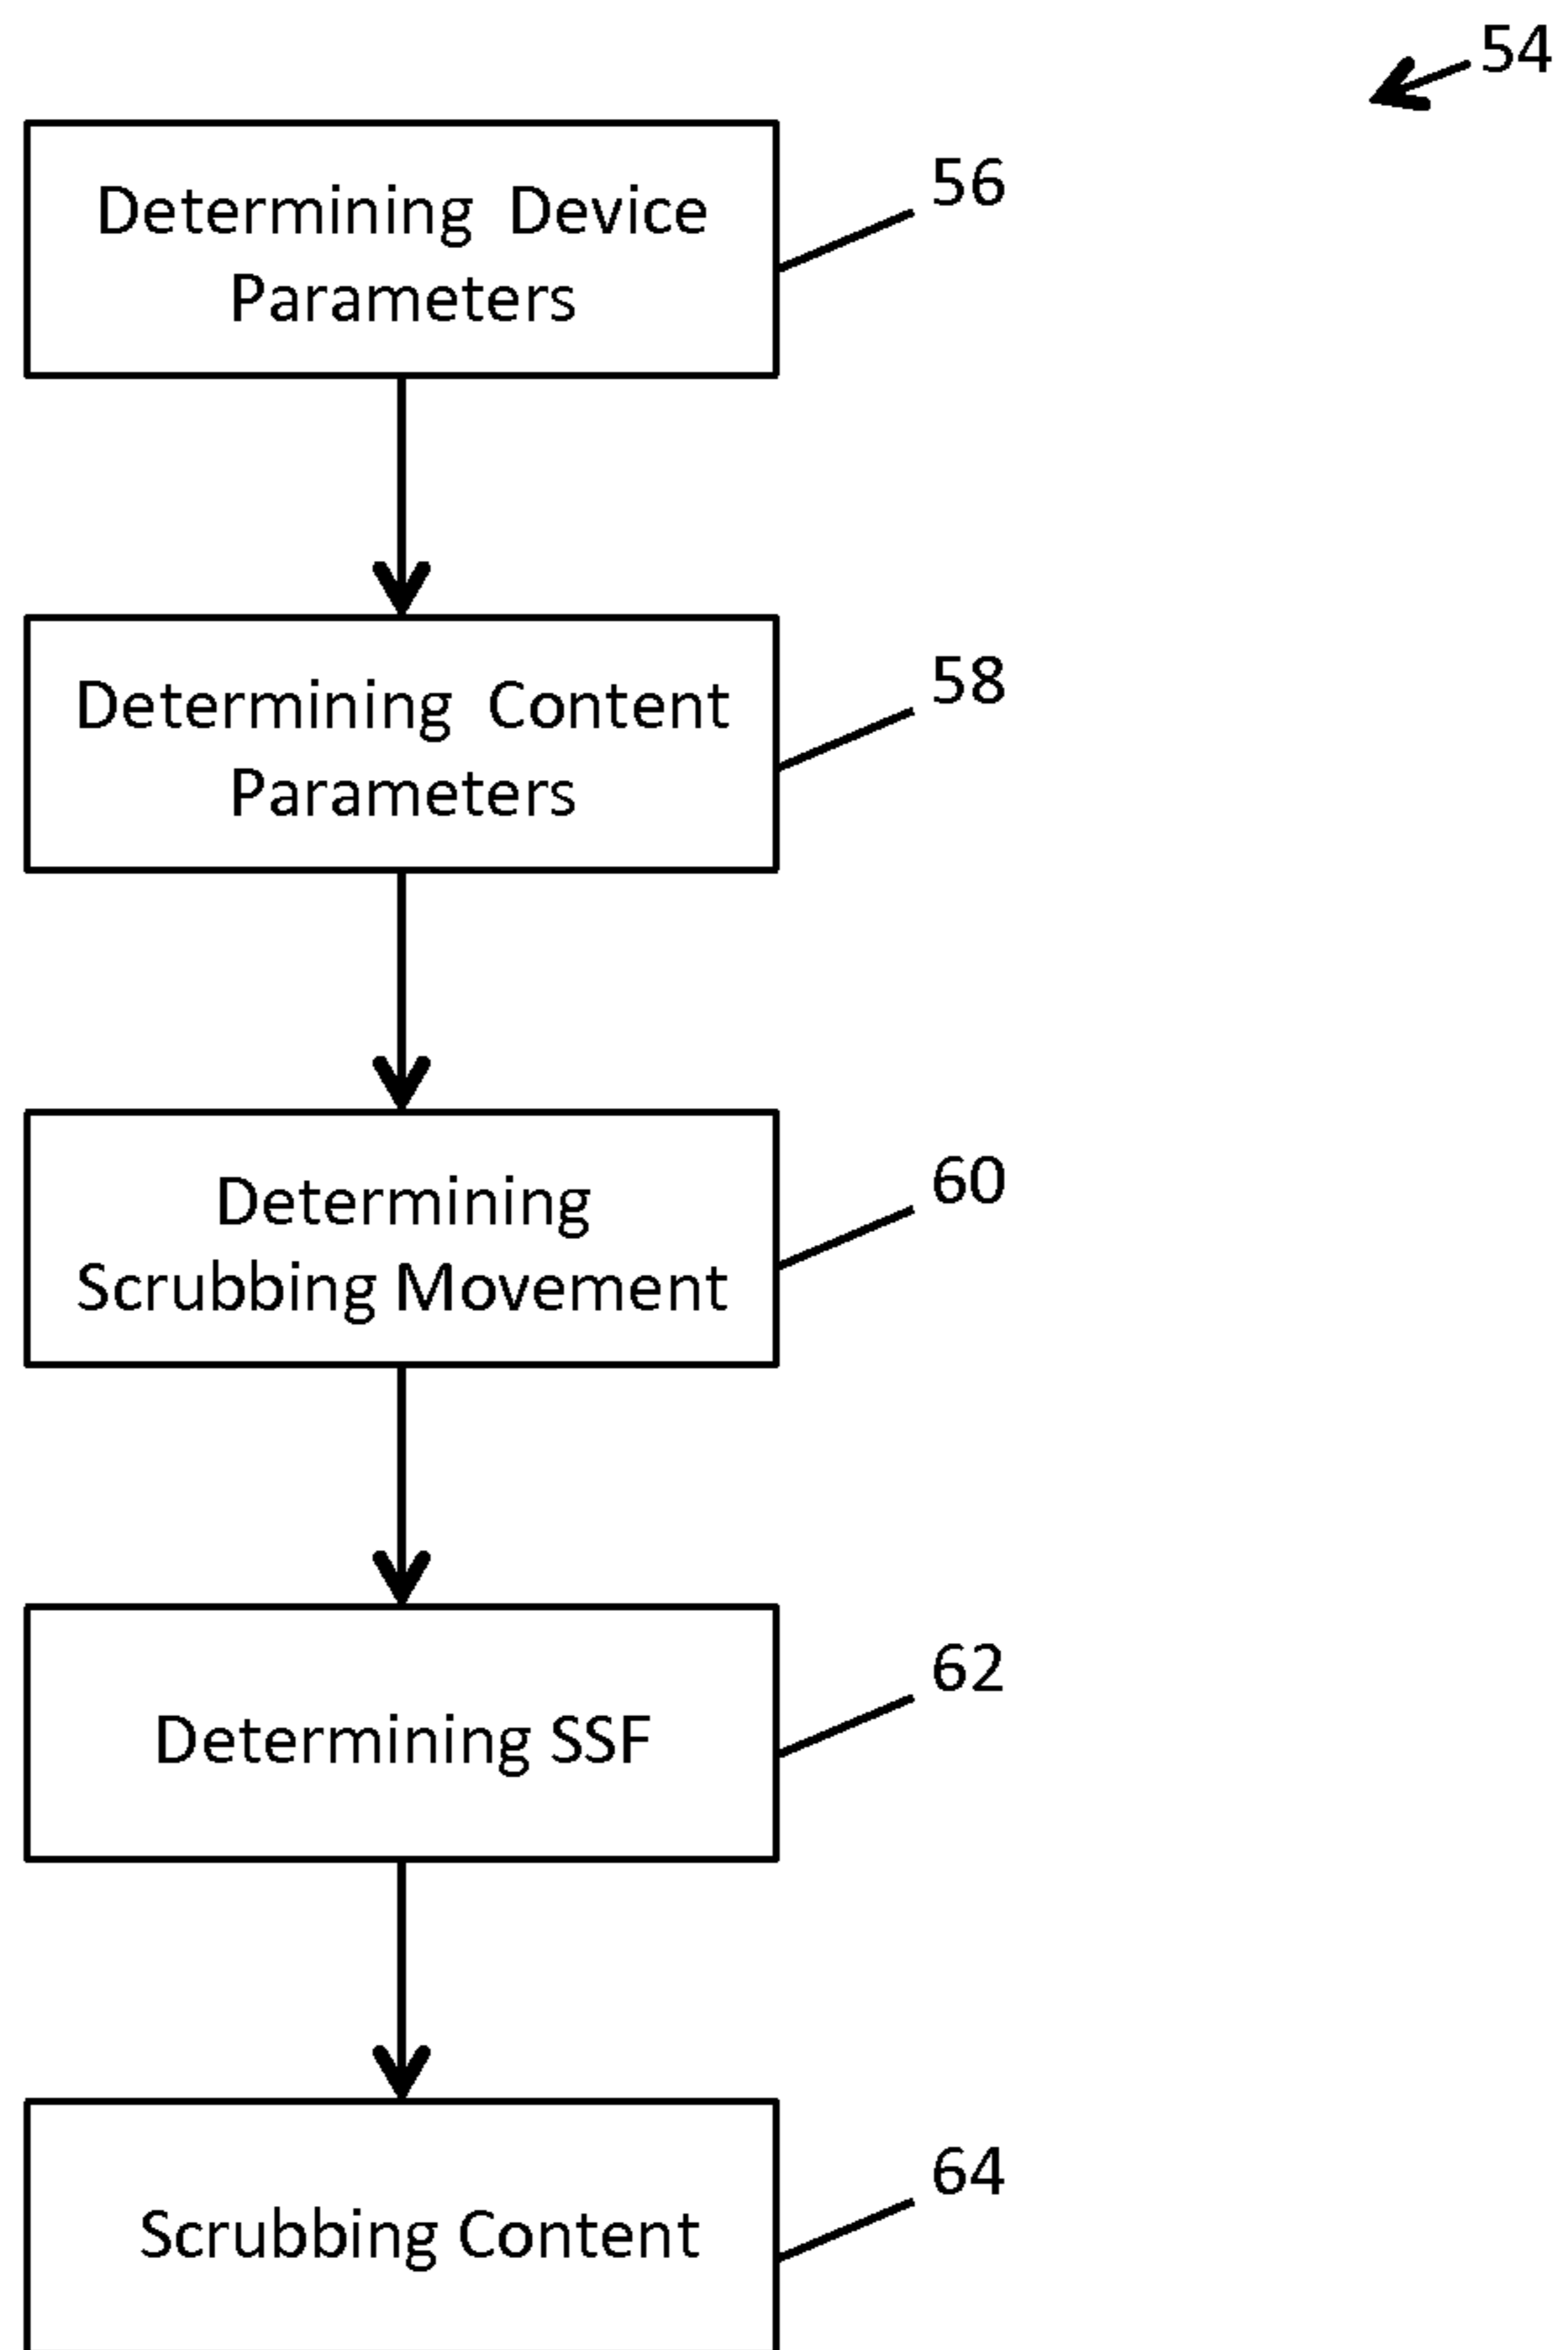 54
Determining Device
Parameters
56
Determining Content
Parameters
58
Determining
Scrubbing Movement
60
Determining SSF
62
Scrubbing Content
64